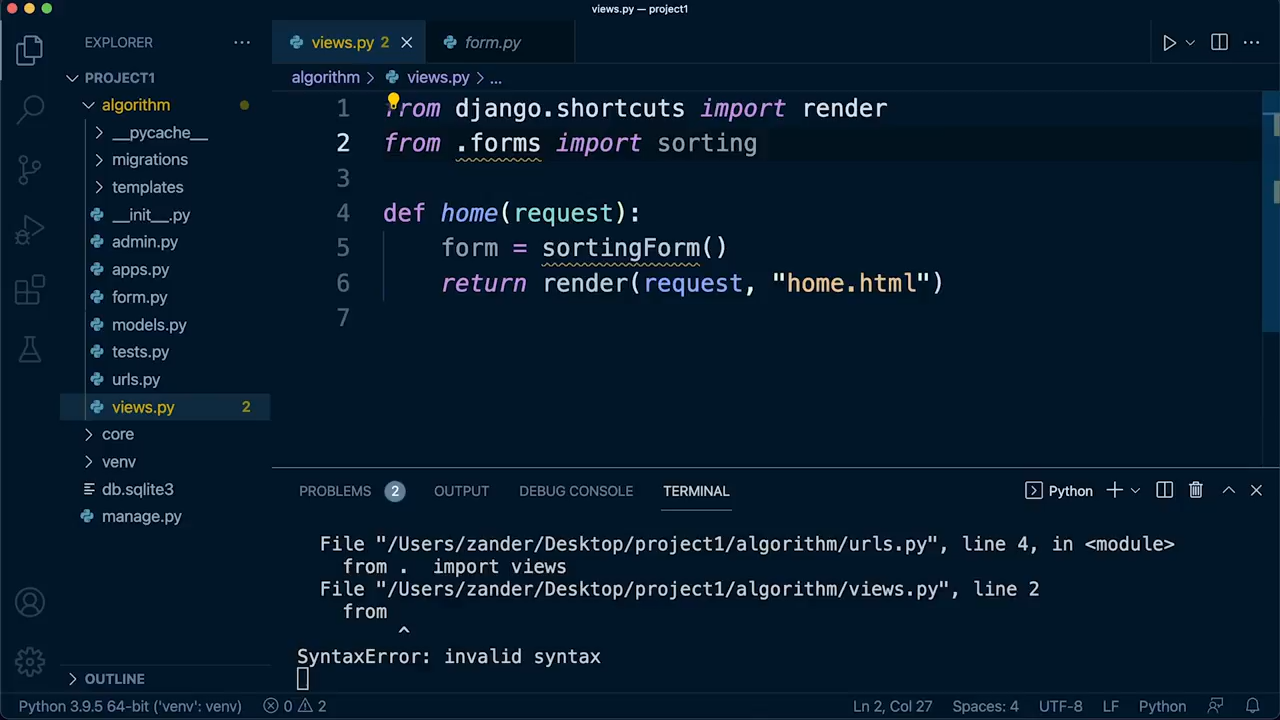 views.py — project1
EXPLORER
views.py 2
form.py
PROJECT1
algorithm
__pycache__
migrations
templates
__init__.py
admin.py
apps.py
form.py
models.py
tests.py
urls.py
views.py 2
core
venv
db.sqlite3
manage.py
OUTLINE
algorithm > views.py > ...
1 from django.shortcuts import render
2 from .forms import sorting
3
4 def home(request):
5 form = sortingForm()
6 return render(request, "home.html")
7
PROBLEMS 2 OUTPUT DEBUG CONSOLE TERMINAL
Python
File "/Users/zander/Desktop/project1/algorithm/urls.py", line 4, in <module>
from . import views
File "/Users/zander/Desktop/project1/algorithm/views.py", line 2
from
^
SyntaxError: invalid syntax
Python 3.9.5 64-bit ('venv': venv) 0 2 Ln 2, Col 27 Spaces: 4 UTF-8 LF Python